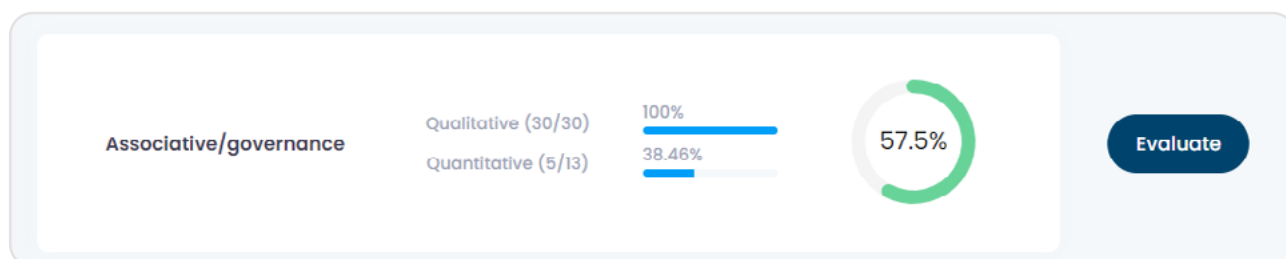 Associative/governance
Qualitative (30/30)
100%
Quantitative (5/13)
38.46%
57.5%
Evaluate